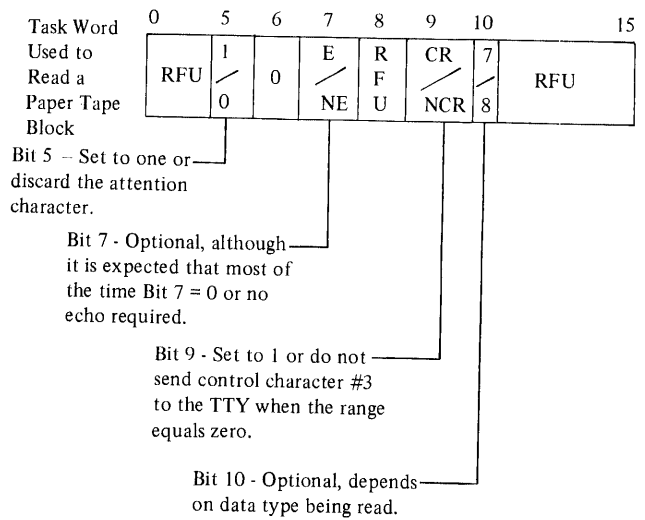 0 5 7 8 9 10 15
Task Word
Used to
Read a
Paper Tape
Block
RFU 1/0 0 E/NE RFU CR/NCR 7/8 RFU
Bit 5 – Set to one or
discard the attention
character.
Bit 7 - Optional, although
it is expected that most of
the time Bit 7 = 0 or no
echo required.
Bit 9 - Set to 1 or do not
send control character #3
to the TTY when the range
equals zero.
Bit 10 - Optional, depends
on data type being read.